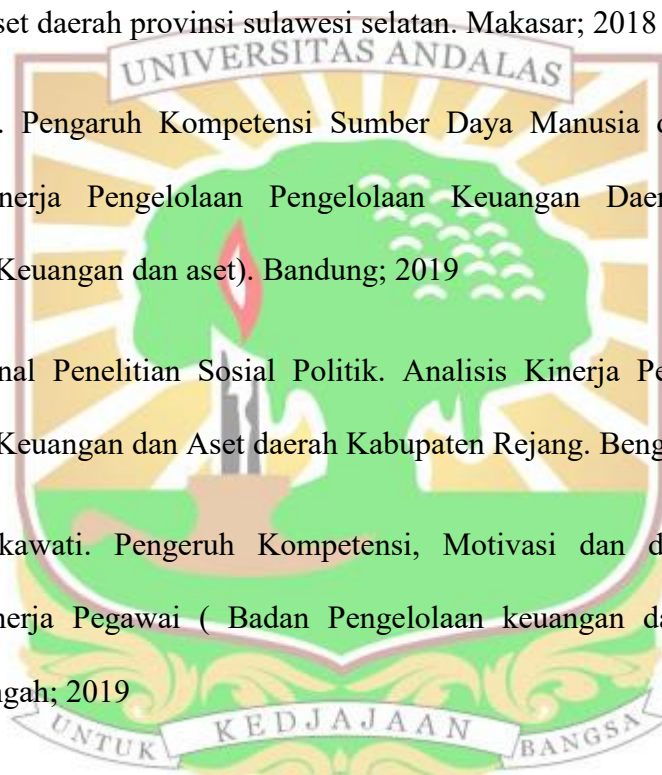 set daerah provinsi sulawesi selatan. Makasar; 2018
UNIVERSITAS ANDALAS
. Pengaruh Kompetensi Sumber Daya Manusia
nerja Pengelolaan Pengelolaan Keuangan Daer
Keuangan dan aset). Bandung; 2019
nal Penelitian Sosial Politik. Analisis Kinerja Pe
Keuangan dan Aset daerah Kabupaten Rejang. Beng
kawati. Pengeruh Kompetensi, Motivasi dan d
nerja Pegawai ( Badan Pengelolaan keuangan da
ngah; 2019
UNTUK KEDJAJAAN BANGSA